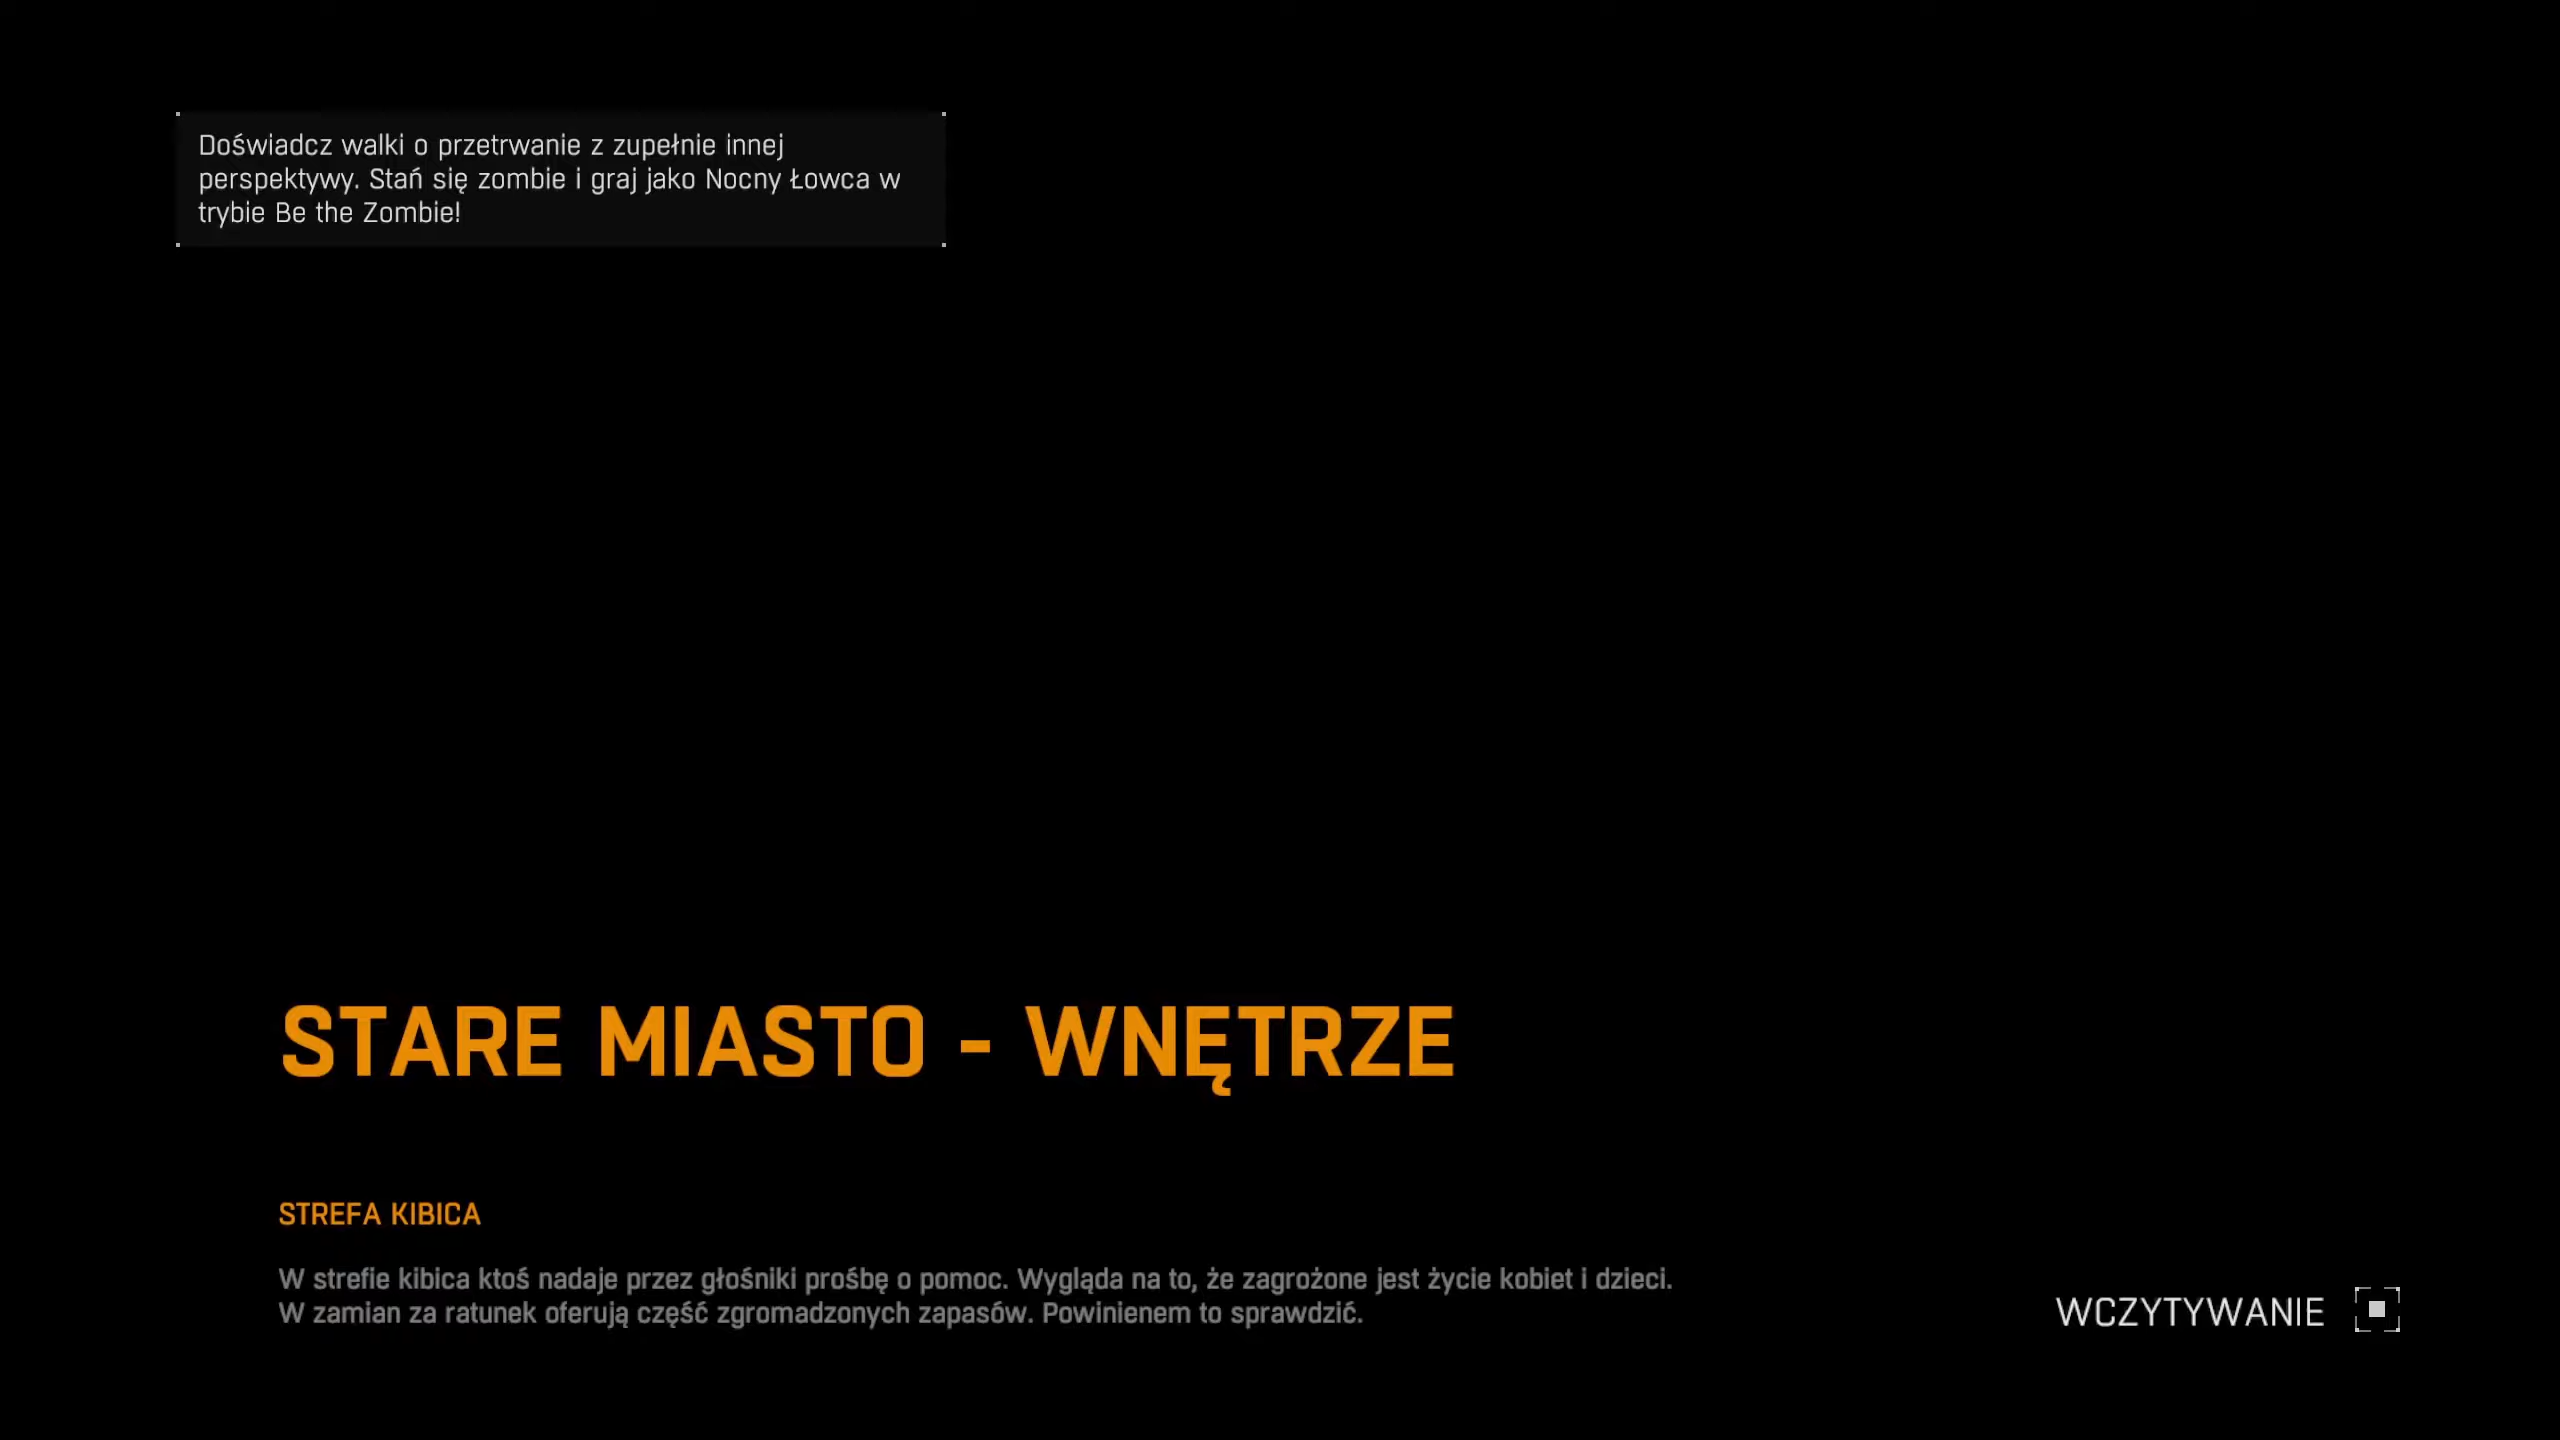 Doświadcz walki o przetrwanie z zupełnie innej
perspektywy. Stań się zombie i graj jako Nocny Łowca w
trybie Be the Zombie!
STARE MIASTO - WNĘTRZE
STREFA KIBICA
W strefie kibica ktoś nadaje przez głośniki prośbę o pomoc. Wygląda na to, że zagrożone jest życie kobiet i dzieci.
W zamian za ratunek oferują część zgromadzonych zapasów. Powinienem to sprawdzić.
WCZYTYWANIE